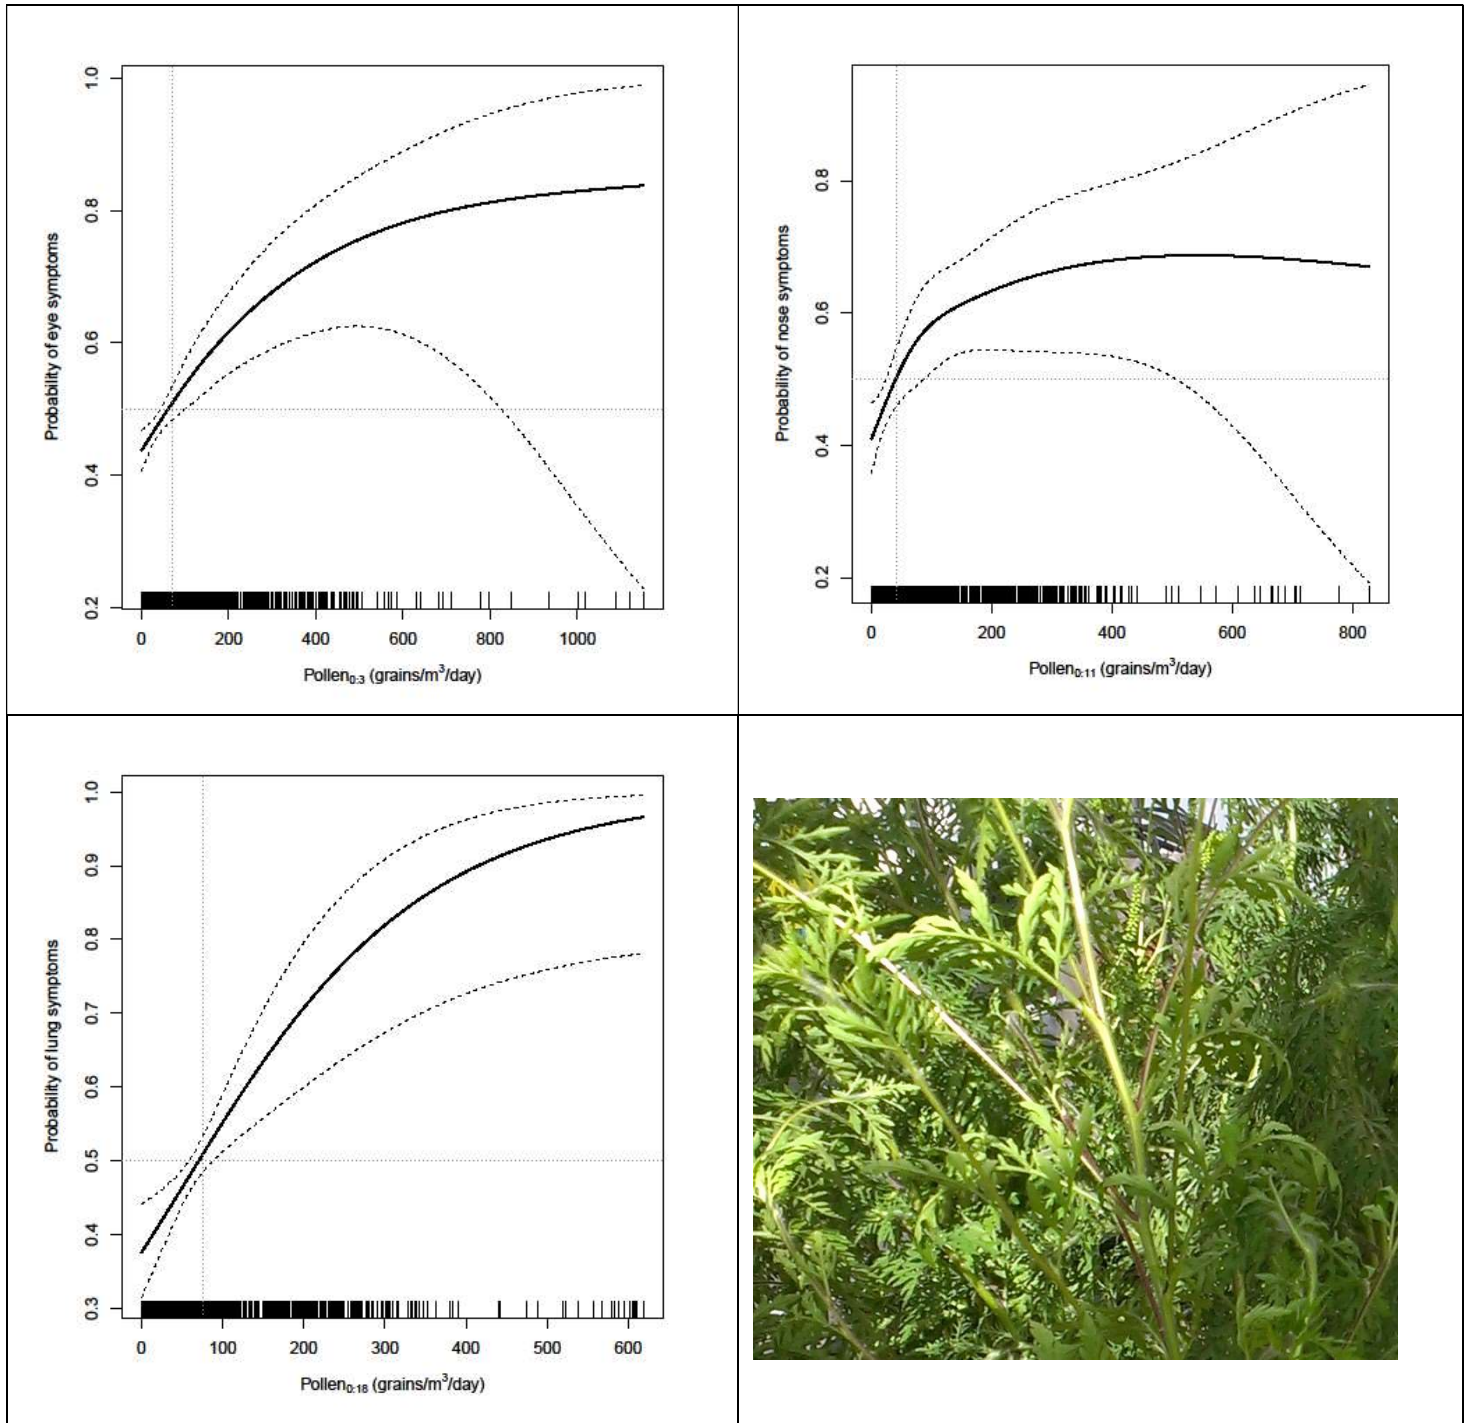 1.0
0.8
0.6
0.4
0.2
Probability of eye symptoms
0 200 400 600 800 1000
Pollen0:3 (grains/m3/day)
0.8
0.6
0.4
0.2
Probability of nose symptoms
0 200 400 600 800
Pollen0:11 (grains/m3/day)
1.0
0.9
0.8
0.7
0.6
0.5
0.4
0.3
Probability of lung symptoms
0 100 200 300 400 500 600
Pollen0:18 (grains/m3/day)